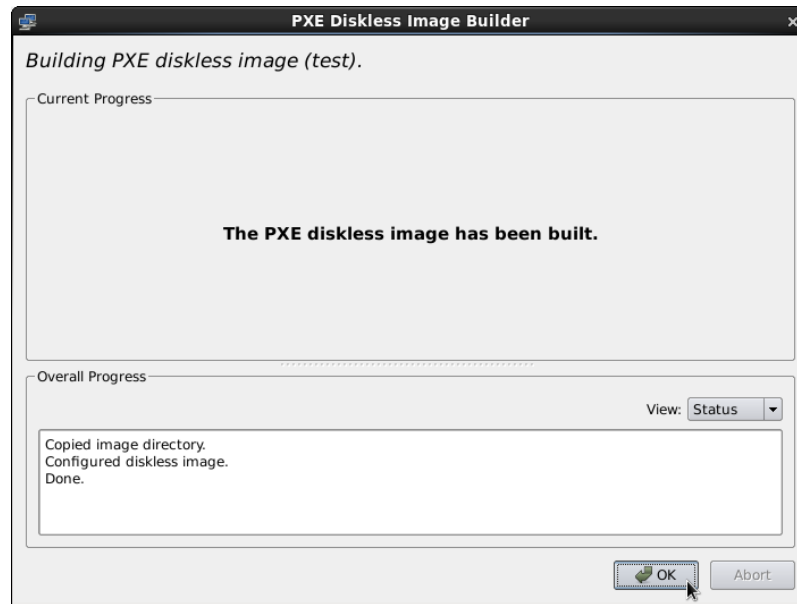 PXE Diskless Image Builder
Building PXE diskless image (test).
Current Progress
The PXE diskless image has been built.
Overall Progress
View: Status
Copied image directory.
Configured diskless image.
Done.
OK Abort